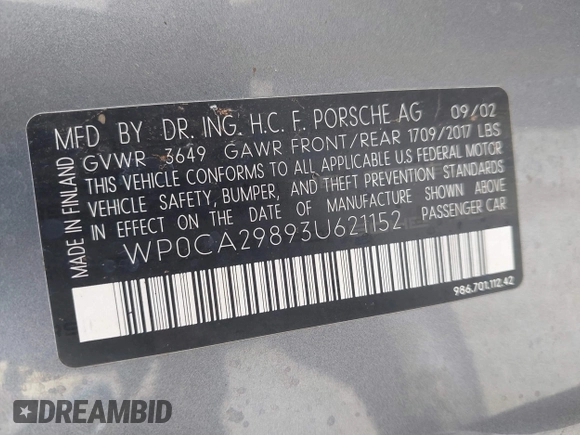 MADE IN FINLAND
MFD BY DR. ING. H.C. F. PORSCHE AG 09/02
GVWR 3649 GAWR FRONT/REAR 1709/2017 LBS
THIS VEHICLE CONFORMS TO ALL APPLICABLE U.S FEDERAL MOTOR
VEHICLE SAFETY, BUMPER, AND THEFT PREVENTION STANDARDS
IN EFFECT ON THE DATE OF MANUFACTURE SHOWN ABOVE
WP0CA29893U621152 PASSENGER CAR
986.701.112.42
DREAMBID